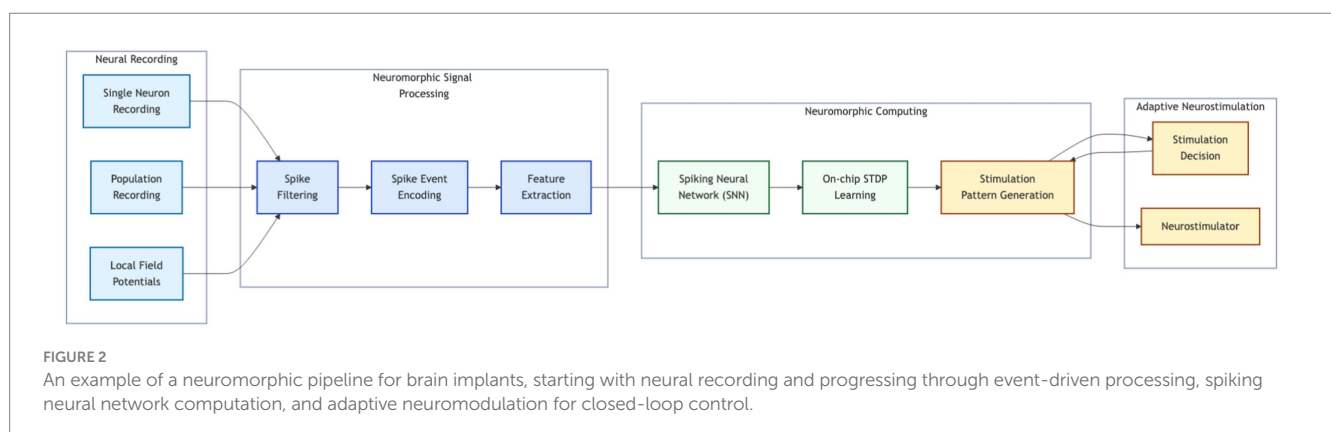 Neural Recording
Single Neuron
Recording
Population
Recording
Local Field
Potentials
Neuromorphic Signal
Processing
Spike
Filtering
Spike Event
Encoding
Feature
Extraction
Neuromorphic Computing
Spiking Neural
Network (SNN)
On-chip STDP
Learning
Stimulation
Pattern Generation
Adaptive Neurostimulation
Stimulation
Decision
Neurostimulator
FIGURE 2
An example of a neuromorphic pipeline for brain implants, starting with neural recording and progressing through event-driven processing, spiking
neural network computation, and adaptive neuromodulation for closed-loop control.